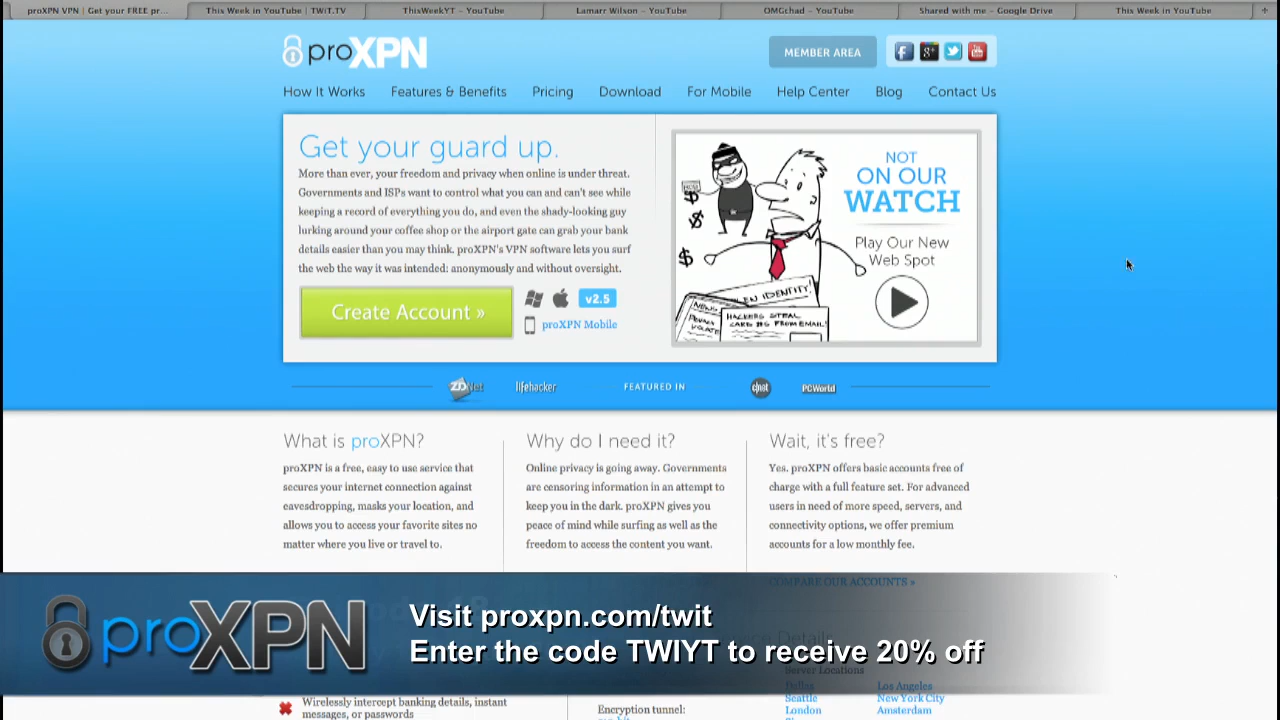 proXPN VPN | Get your FREE pr...
This Week in YouTube | TWiT.TV
ThisWeekYT – YouTube
Lamarr Wilson – YouTube
OMGchad – YouTube
Shared with me – Google Drive
This Week in YouTube
proXPN
MEMBER AREA
How It Works
Features & Benefits
Pricing
Download
For Mobile
Help Center
Blog
Contact Us
Get your guard up.
More than ever, your freedom and privacy when online is under threat.
Governments and ISPs want to control what you can and can't see while
keeping a record of everything you do, and even the shady-looking guy
lurking around your coffee shop or the airport gate can grab your bank
details easier than you may think. proXPN's VPN software lets you surf
the web the way it was intended: anonymously and without oversight.
Create Account »
v2.5
proXPN Mobile
NOT
ON OUR
WATCH
Play Our New
Web Spot
EN IDENTITY!
HACKERS STEAL
CARD #S FROM EMAIL!
ZDNet
lifehacker
FEATURED IN
c|net
PCWorld
What is proXPN?
proXPN is a free, easy to use service that
secures your internet connection against
eavesdropping, masks your location, and
allows you to access your favorite sites no
matter where you live or travel to.
Why do I need it?
Online privacy is going away. Governments
are censoring information in an attempt to
keep you in the dark. proXPN gives you
peace of mind while surfing as well as the
freedom to access the content you want.
Wait, it's free?
Yes. proXPN offers basic accounts free of
charge with a full feature set. For advanced
users in need of more speed, servers, and
connectivity options, we offer premium
accounts for a low monthly fee.
COMPARE OUR ACCOUNTS »
proXPN
Visit proxpn.com/twit
Enter the code TWIYT to receive 20% off
Server Locations
Dallas
Los Angeles
Seattle
New York City
London
Amsterdam
Wirelessly intercept banking details, instant
messages, or passwords
Encryption tunnel: